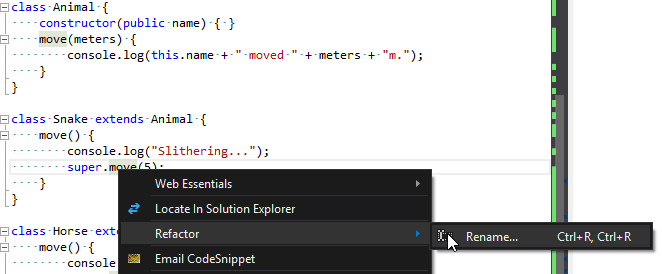 class Animal {
constructor(public name) { }
move(meters) {
console.log(this.name + " moved " + meters + "m.");
}
}
class Snake extends Animal {
move() {
console.log("Slithering...");
super.move(5);
}
}
Web Essentials
Locate In Solution Explorer
Refactor
Rename... Ctrl+R, Ctrl+R
Email CodeSnippet
class Horse ext
move() {
console